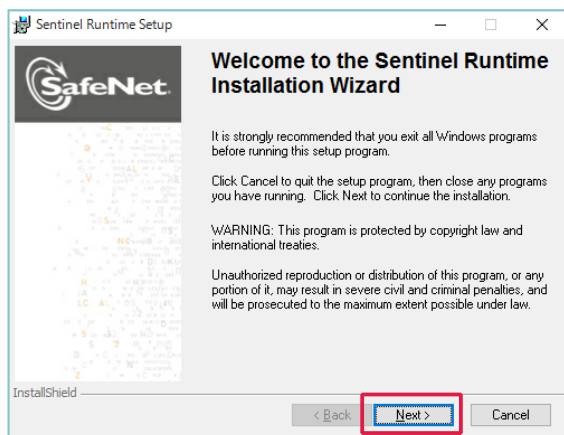 Sentinel Runtime Setup
SafeNet.
Welcome to the Sentinel Runtime
Installation Wizard
It is strongly recommended that you exit all Windows programs
before running this setup program.
Click Cancel to quit the setup program, then close any programs
you have running. Click Next to continue the installation.
WARNING: This program is protected by copyright law and
international treaties.
Unauthorized reproduction or distribution of this program, or any
portion of it, may result in severe civil and criminal penalties, and
will be prosecuted to the maximum extent possible under law.
InstallShield
< Back
Next >
Cancel